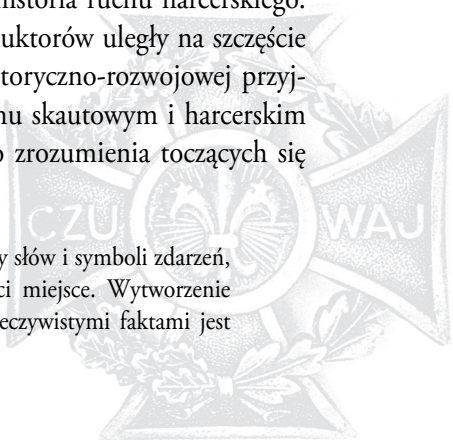 historia ruchu harcerskiego.
uktorów uległy na szczęście
toryczno-rozwojowej przyj-
nu skautowym i harcerskim
o zrozumienia toczących się
CZU WAJ
y słów i symboli zdarzeń,
ci miejsce. Wytworzenie
eczywistymi faktami jest